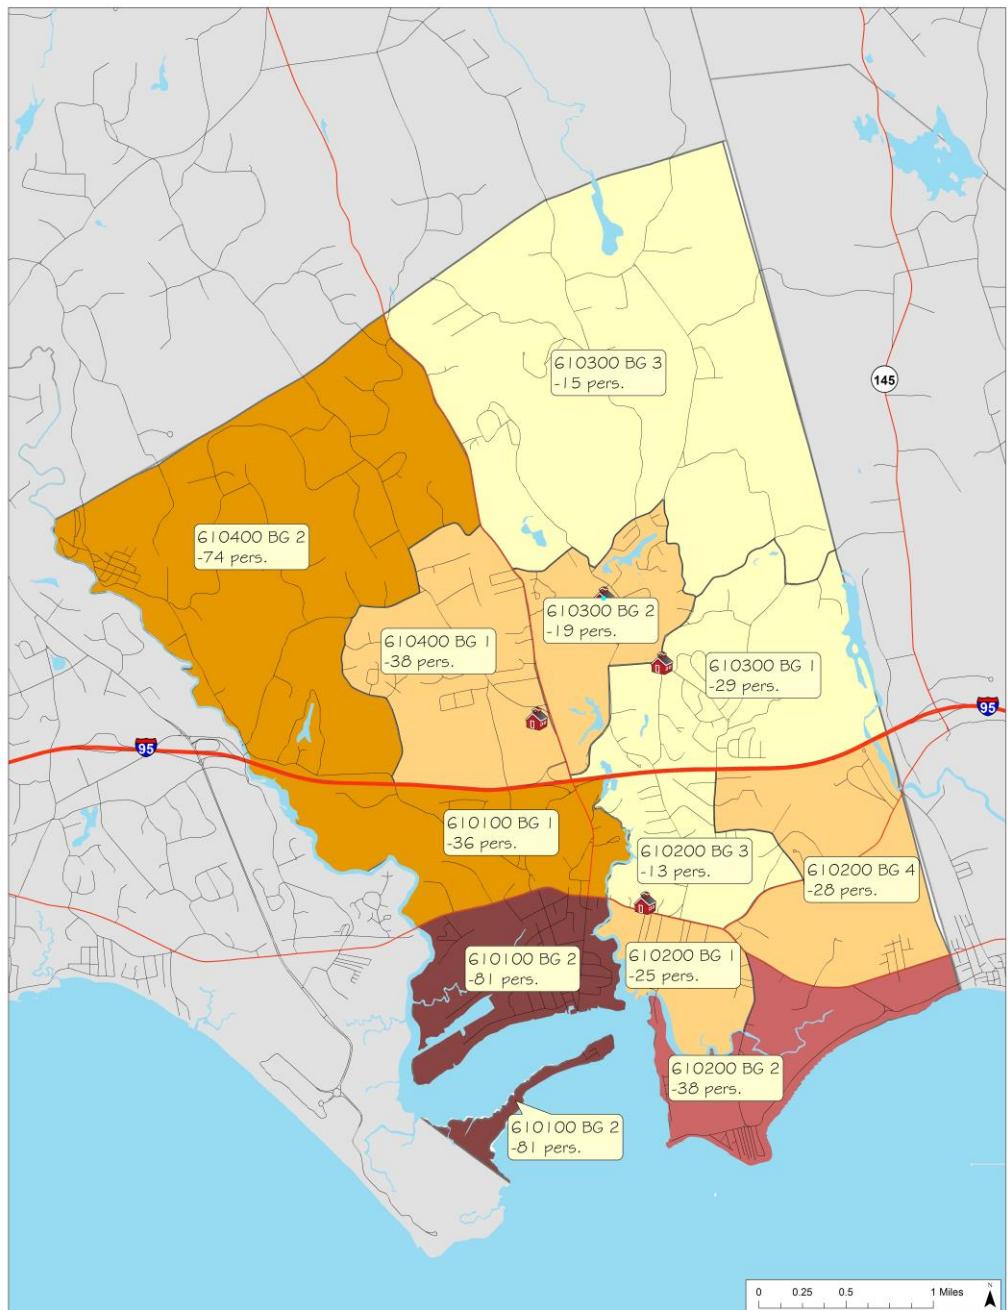 610300 BG 3
-15 pers.
145
610400 BG 2
-74 pers.
610300 BG 2
-19 pers.
610400 BG 1
-38 pers.
610300 BG 1
-29 pers.
95
95
610100 BG 1
-36 pers.
610200 BG 3
-13 pers.
610200 BG 4
-28 pers.
610100 BG 2
-81 pers.
610200 BG 1
-25 pers.
610200 BG 2
-38 pers.
610100 BG 2
-81 pers.
0 0.25 0.5 1 Miles
N